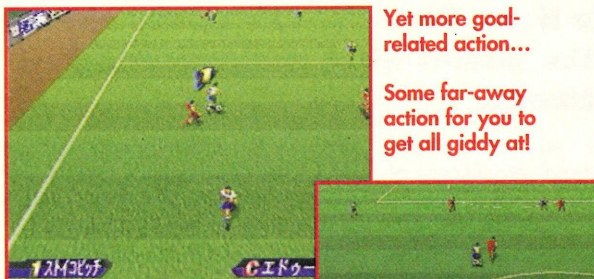 Yet more goal-
related action...
Some far-away
action for you to
get all giddy at!
1 ストイコビッチ
C エドゥー